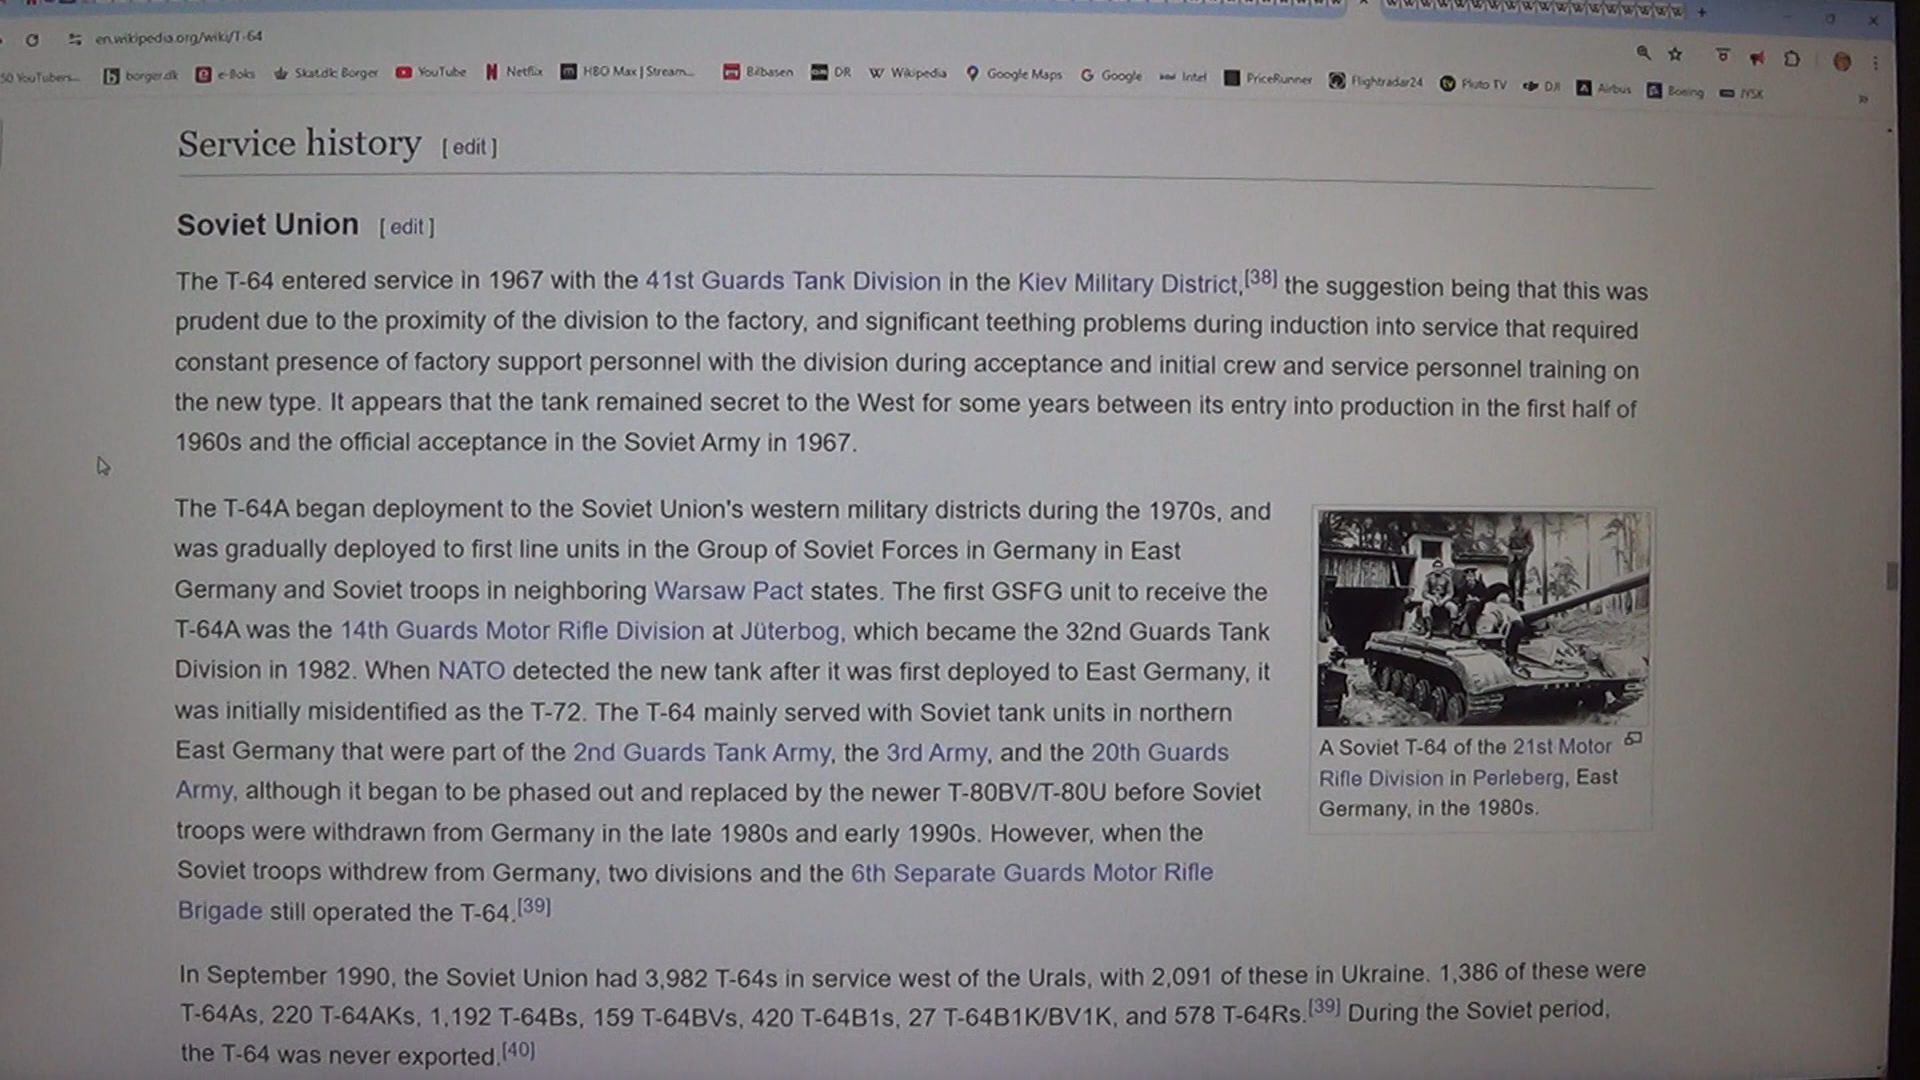 en.wikipedia.org/wiki/T-64
50 YouTubers... borger.dk e-Boks Skat.dk: Borger YouTube Netflix HBO Max | Stream... Bilbasen DR Wikipedia Google Maps Google Intel PriceRunner Flightradar24 Pluto TV DJI Airbus Boeing JYSK
Service history [ edit ]
Soviet Union [ edit ]
The T-64 entered service in 1967 with the 41st Guards Tank Division in the Kiev Military District,[38] the suggestion being that this was
prudent due to the proximity of the division to the factory, and significant teething problems during induction into service that required
constant presence of factory support personnel with the division during acceptance and initial crew and service personnel training on
the new type. It appears that the tank remained secret to the West for some years between its entry into production in the first half of
1960s and the official acceptance in the Soviet Army in 1967.
The T-64A began deployment to the Soviet Union's western military districts during the 1970s, and
was gradually deployed to first line units in the Group of Soviet Forces in Germany in East
Germany and Soviet troops in neighboring Warsaw Pact states. The first GSFG unit to receive the
T-64A was the 14th Guards Motor Rifle Division at Jüterbog, which became the 32nd Guards Tank
Division in 1982. When NATO detected the new tank after it was first deployed to East Germany, it
was initially misidentified as the T-72. The T-64 mainly served with Soviet tank units in northern
East Germany that were part of the 2nd Guards Tank Army, the 3rd Army, and the 20th Guards
Army, although it began to be phased out and replaced by the newer T-80BV/T-80U before Soviet
troops were withdrawn from Germany in the late 1980s and early 1990s. However, when the
Soviet troops withdrew from Germany, two divisions and the 6th Separate Guards Motor Rifle
Brigade still operated the T-64.[39]
A Soviet T-64 of the 21st Motor
Rifle Division in Perleberg, East
Germany, in the 1980s.
In September 1990, the Soviet Union had 3,982 T-64s in service west of the Urals, with 2,091 of these in Ukraine. 1,386 of these were
T-64As, 220 T-64AKs, 1,192 T-64Bs, 159 T-64BVs, 420 T-64B1s, 27 T-64B1K/BV1K, and 578 T-64Rs.[39] During the Soviet period,
the T-64 was never exported.[40]